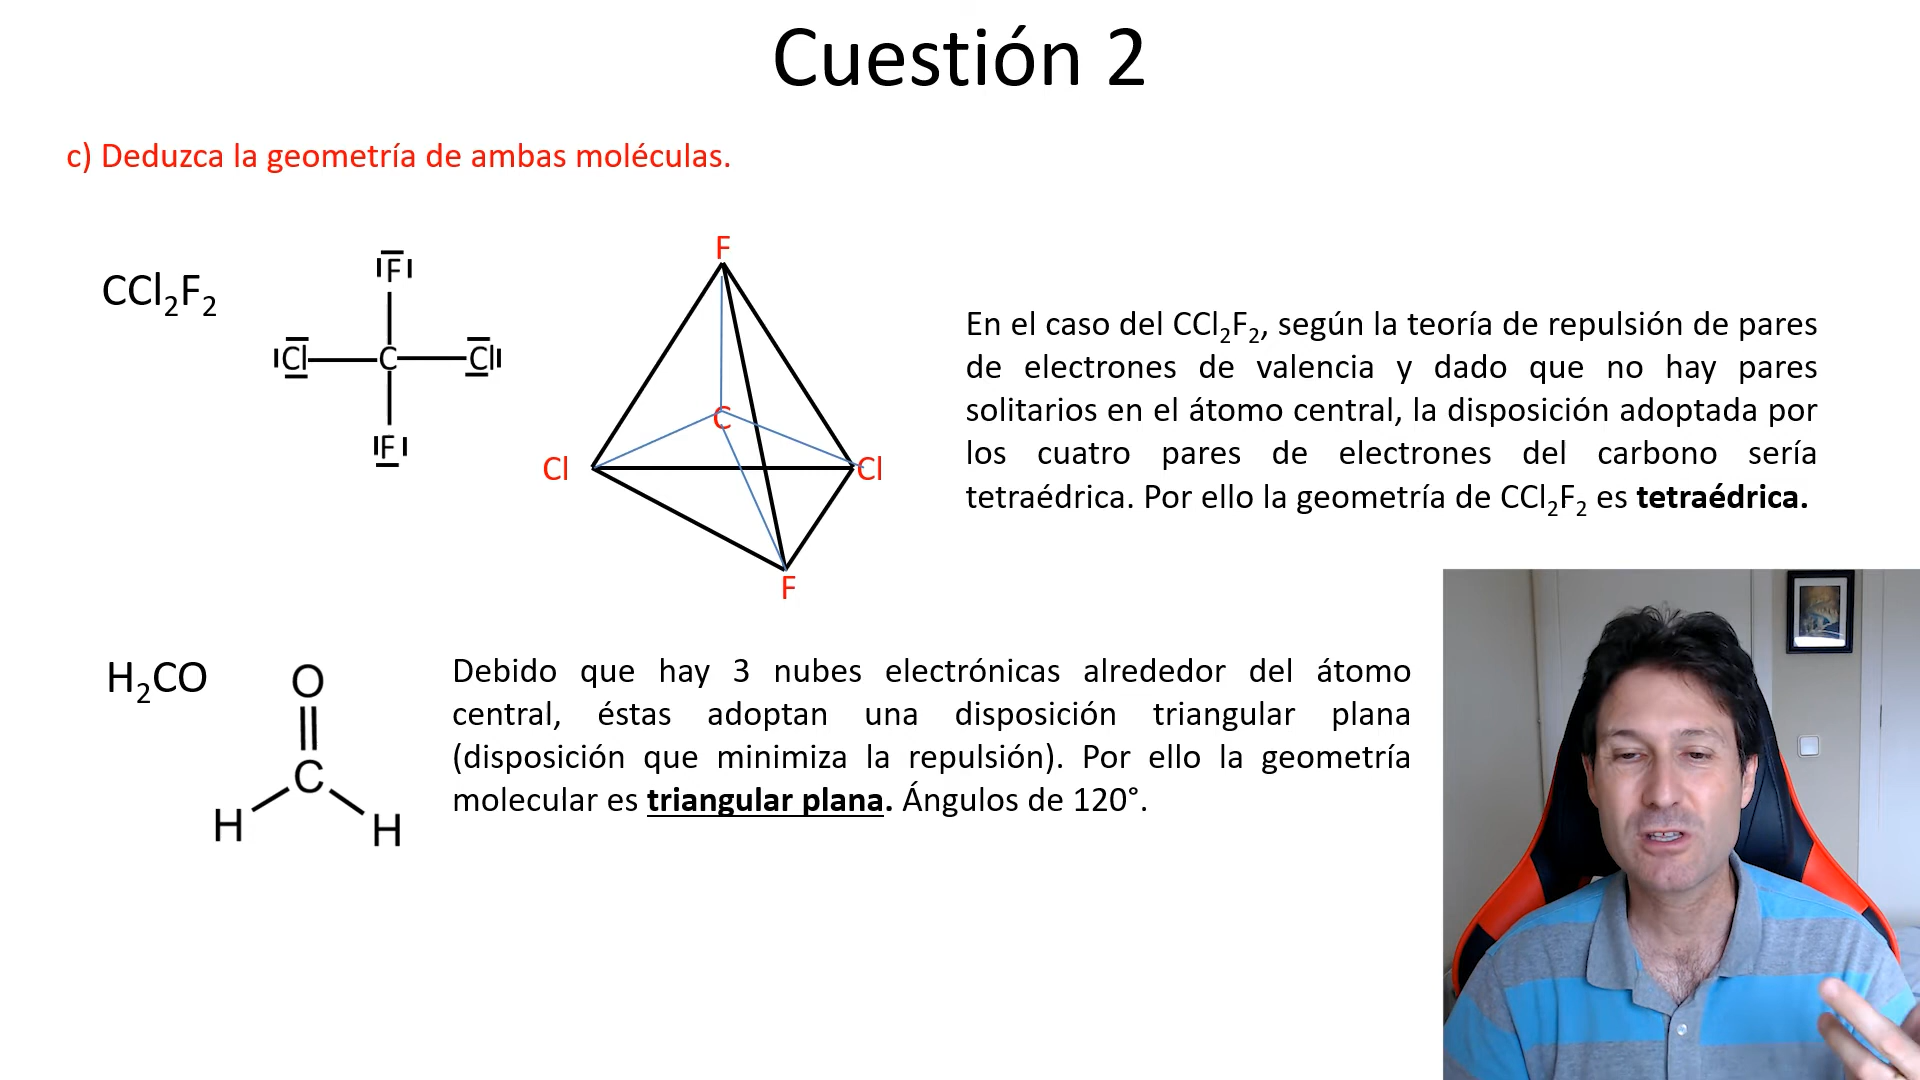 Cuestión 2
c) Deduzca la geometría de ambas moléculas.
CCl₂F₂
F
Cl C Cl
F
F
C
Cl Cl
F
En el caso del CCl₂F₂, según la teoría de repulsión de pares
de electrones de valencia y dado que no hay pares
solitarios en el átomo central, la disposición adoptada por
los cuatro pares de electrones del carbono sería
tetraédrica. Por ello la geometría de CCl₂F₂ es tetraédrica.
H₂CO
O
C
H H
Debido que hay 3 nubes electrónicas alrededor del átomo
central, éstas adoptan una disposición triangular plana
(disposición que minimiza la repulsión). Por ello la geometría
molecular es triangular plana. Ángulos de 120°.